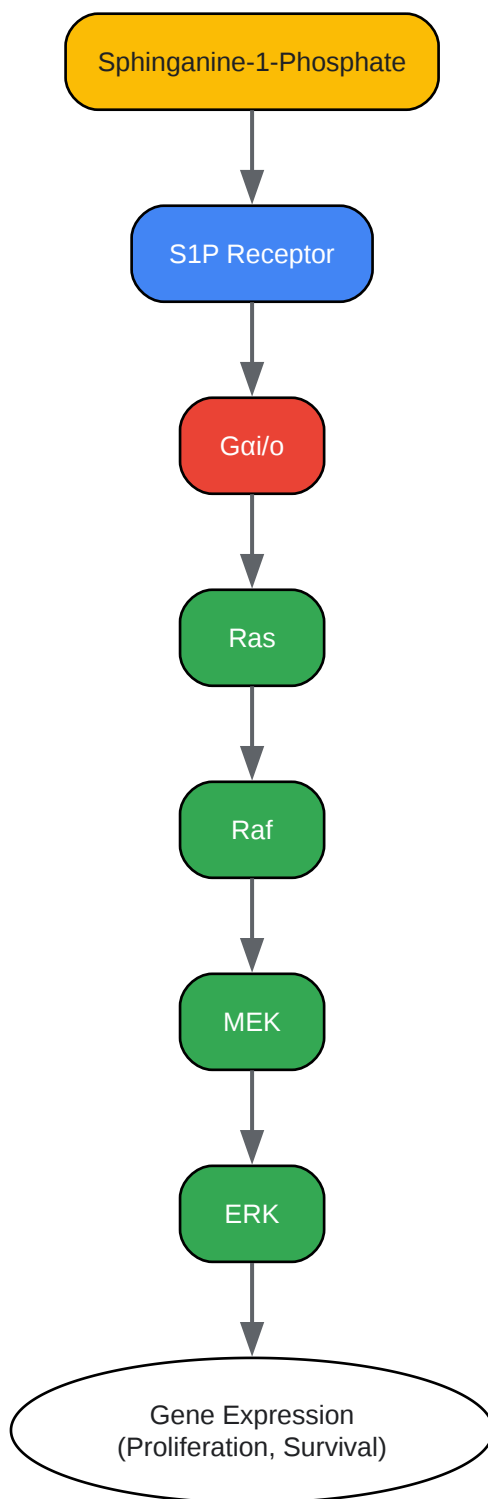 Sphinganine-1-Phosphate
S1P Receptor
Gαi/o
Ras
Raf
MEK
ERK
Gene Expression
(Proliferation, Survival)